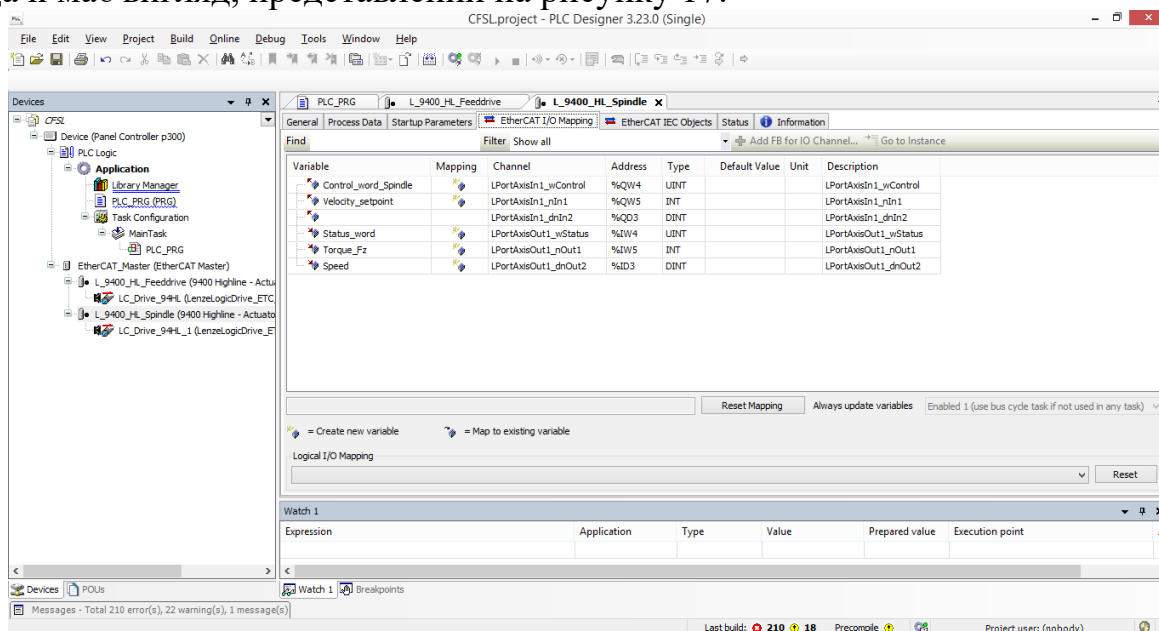 CFSL.project - PLC Designer 3.23.0 (Single)
File Edit View Project Build Online Debug Tools Window Help
Devices
CFSL
Device (Panel Controller p300)
PLC Logic
Application
Library Manager
PLC_PRG (PRG)
Task Configuration
MainTask
PLC_PRG
EtherCAT_Master (EtherCAT Master)
L_9400_HL_Feeddrive (9400 Highline - Actu
LC_Drive_94HL (LenzeLogicDrive_ETC
L_9400_HL_Spindle (9400 Highline - Actuato
LC_Drive_94HL_1 (LenzeLogicDrive_E
Devices POUs
PLC_PRG L_9400_HL_Feeddrive L_9400_HL_Spindle
General Process Data Startup Parameters EtherCAT I/O Mapping EtherCAT IEC Objects Status Information
Find Filter Show all Add FB for IO Channel... Go to Instance
Variable Mapping Channel Address Type Default Value Unit Description
Control_word_Spindle LPortAxisIn1_wControl %QW4 UINT LPortAxisIn1_wControl
Velocity_setpoint LPortAxisIn1_nIn1 %QW5 INT LPortAxisIn1_nIn1
LPortAxisIn1_dnIn2 %QD3 DINT LPortAxisIn1_dnIn2
Status_word LPortAxisOut1_wStatus %IW4 UINT LPortAxisOut1_wStatus
Torque_Fz LPortAxisOut1_nOut1 %IW5 INT LPortAxisOut1_nOut1
Speed LPortAxisOut1_dnOut2 %ID3 DINT LPortAxisOut1_dnOut2
Reset Mapping Always update variables Enabled 1 (use bus cycle task if not used in any task)
= Create new variable = Map to existing variable
Logical I/O Mapping
Reset
Watch 1
Expression Application Type Value Prepared value Execution point
Watch 1 Breakpoints
Messages - Total 210 error(s), 22 warning(s), 1 message(s)
Last build: 210 18 Precompile Project user: (nobody)